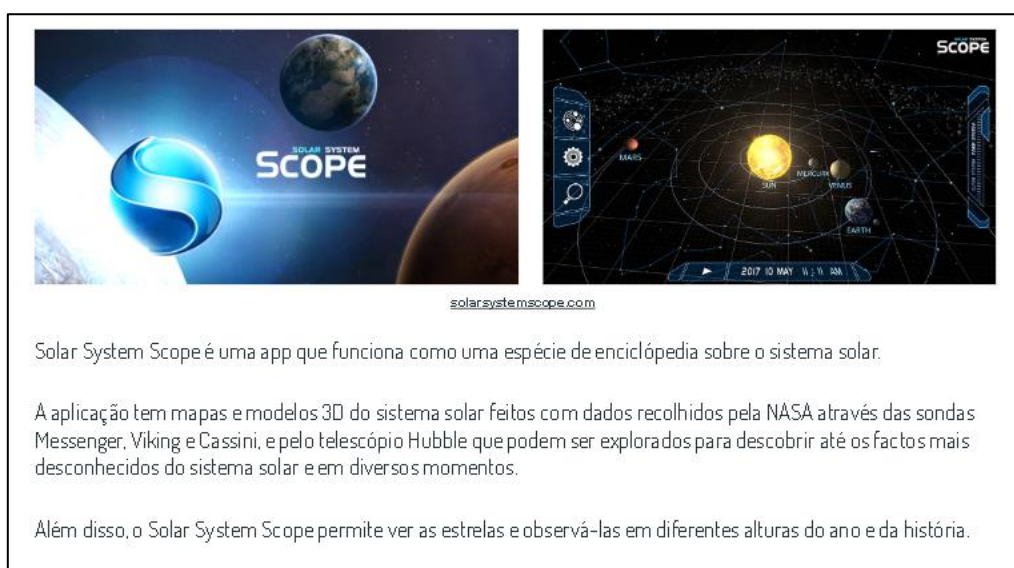 SOLAR SYSTEM
SCOPE
SOLAR SYSTEM
SCOPE
MARS
SUN
MERCURY
VENUS
EARTH
2017 10 MAY
AM
solarsystemscope.com
Solar System Scope é uma app que funciona como uma espécie de enciclópedia sobre o sistema solar.
A aplicação tem mapas e modelos 3D do sistema solar feitos com dados recolhidos pela NASA através das sondas
Messenger, Viking e Cassini, e pelo telescópio Hubble que podem ser explorados para descobrir até os factos mais
desconhecidos do sistema solar e em diversos momentos.
Além disso, o Solar System Scope permite ver as estrelas e observá-las em diferentes alturas do ano e da história.